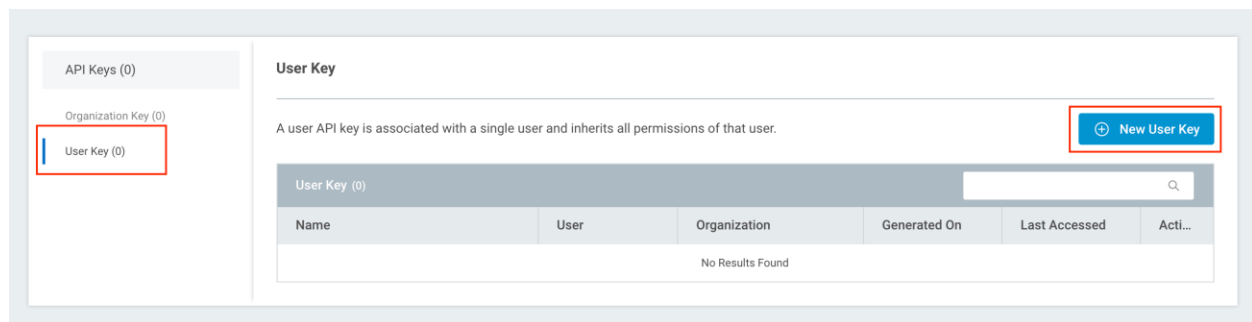 API Keys (0)
Organization Key (0)
User Key (0)
User Key
A user API key is associated with a single user and inherits all permissions of that user.
New User Key
User Key (0)
Name User Organization Generated On Last Accessed Acti...
No Results Found